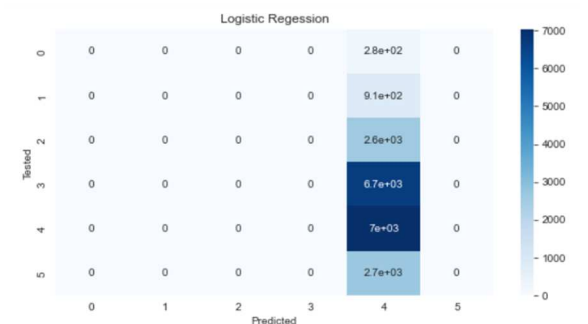 Logistic Regression
0 0 0 0 0 2.8e+02 0
1 0 0 0 0 9.1e+02 0
2 0 0 0 0 2.6e+03 0
3 0 0 0 0 6.7e+03 0
4 0 0 0 0 7e+03 0
5 0 0 0 0 2.7e+03 0
0 1 2 3 4 5
Predicted
Tested
7000
6000
5000
4000
3000
2000
1000
0